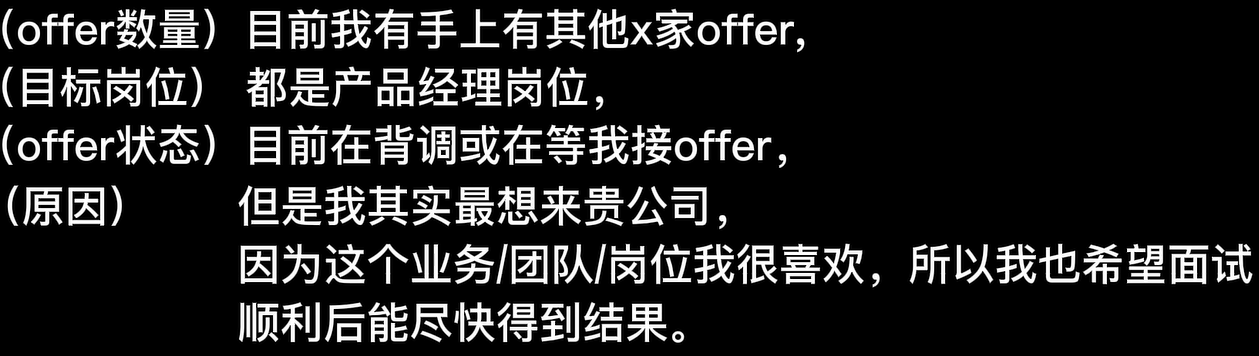 （offer数量）目前我有手上有其他x家offer,
（目标岗位） 都是产品经理岗位，
（offer状态）目前在背调或在等我接offer，
（原因） 但是我其实最想来贵公司，
因为这个业务/团队/岗位我很喜欢，所以我也希望面试
顺利后能尽快得到结果。